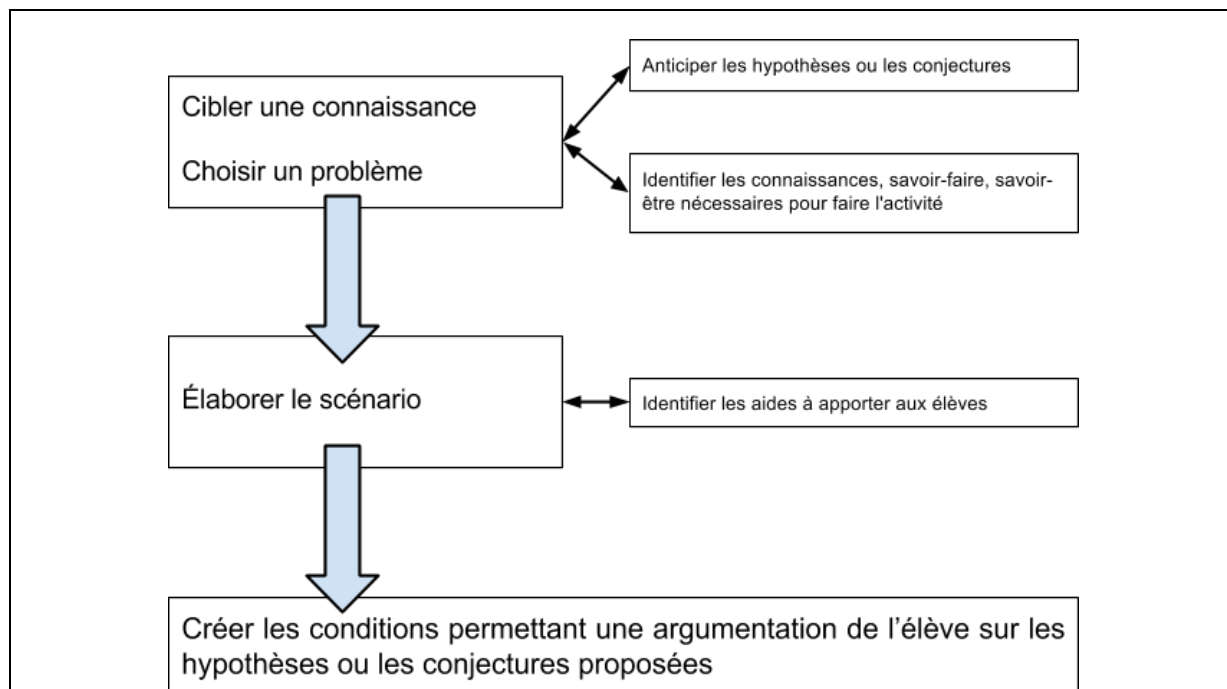 Anticiper les hypothèses ou les conjectures
Cibler une connaissance
Choisir un problème
Identifier les connaissances, savoir-faire, savoir-
être nécessaires pour faire l'activité
Élaborer le scénario
Identifier les aides à apporter aux élèves
Créer les conditions permettant une argumentation de l’élève sur les
hypothèses ou les conjectures proposées